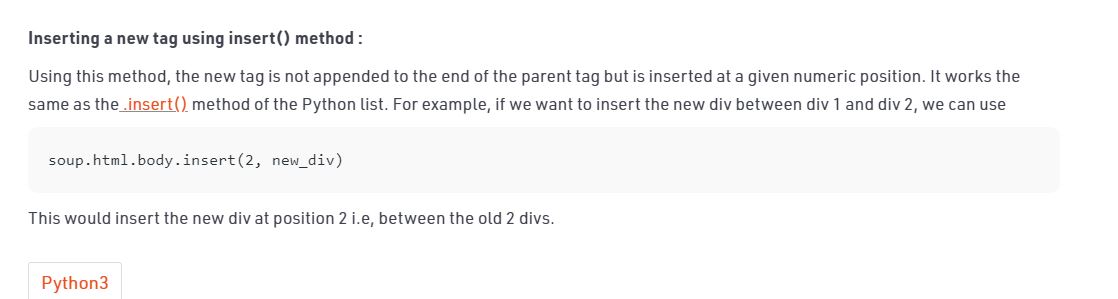 Inserting a new tag using insert() method :
Using this method, the new tag is not appended to the end of the parent tag but is inserted at a given numeric position. It works the
same as the .insert() method of the Python list. For example, if we want to insert the new div between div 1 and div 2, we can use
soup.html.body.insert(2, new_div)
This would insert the new div at position 2 i.e, between the old 2 divs.
Python3